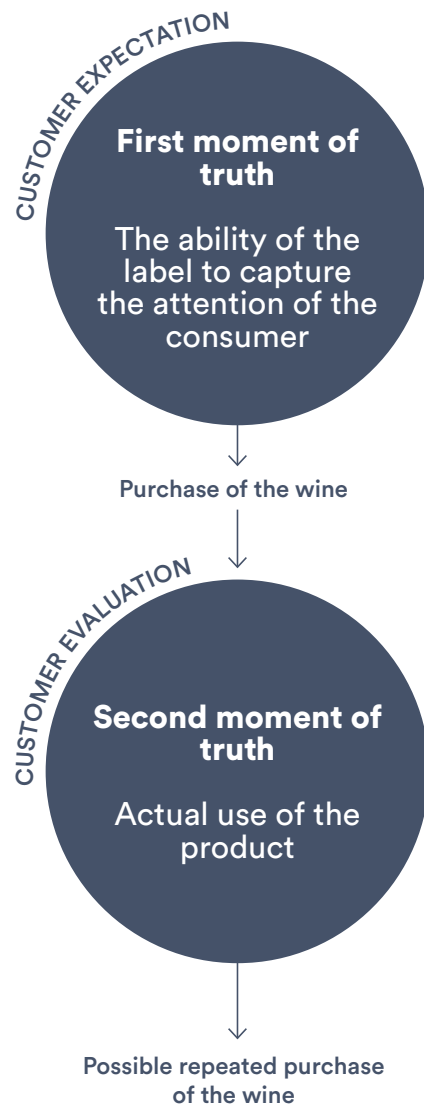 CUSTOMER EXPECTATION
First moment of
truth
The ability of the
label to capture
the attention of the
consumer
Purchase of the wine
CUSTOMER EVALUATION
Second moment of
truth
Actual use of the
product
Possible repeated purchase
of the wine